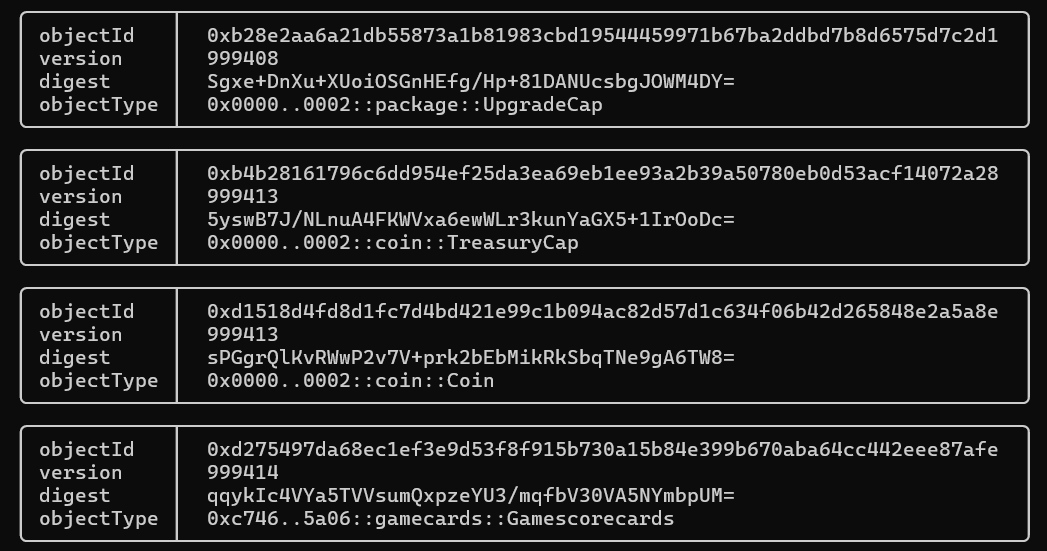 objectId 0xb28e2aa6a21db55873a1b81983cbd19544459971b67ba2ddbd7b8d6575d7c2d1
version 999408
digest Sgxe+DnXu+XUoiOSGnHEfg/Hp+81DANUcsbgJOWM4DY=
objectType 0x0000..0002::package::UpgradeCap
objectId 0xb4b28161796c6dd954ef25da3ea69eb1ee93a2b39a50780eb0d53acf14072a28
version 999413
digest 5yswB7J/NLnuA4FKWVxa6ewWLr3kunYaGX5+1IrOoDc=
objectType 0x0000..0002::coin::TreasuryCap
objectId 0xd1518d4fd8d1fc7d4bd421e99c1b094ac82d57d1c634f06b42d265848e2a5a8e
version 999413
digest sPGgrQlKvRWwP2v7V+prk2bEbMikRkSbqTNe9gA6TW8=
objectType 0x0000..0002::coin::Coin
objectId 0xd275497da68ec1ef3e9d53f8f915b730a15b84e399b670aba64cc442eee87afe
version 999414
digest qqykIc4VYa5TVVsumQxpzeYU3/mqfbV30VA5NYmbpUM=
objectType 0xc746..5a06::gamecards::Gamescorecards